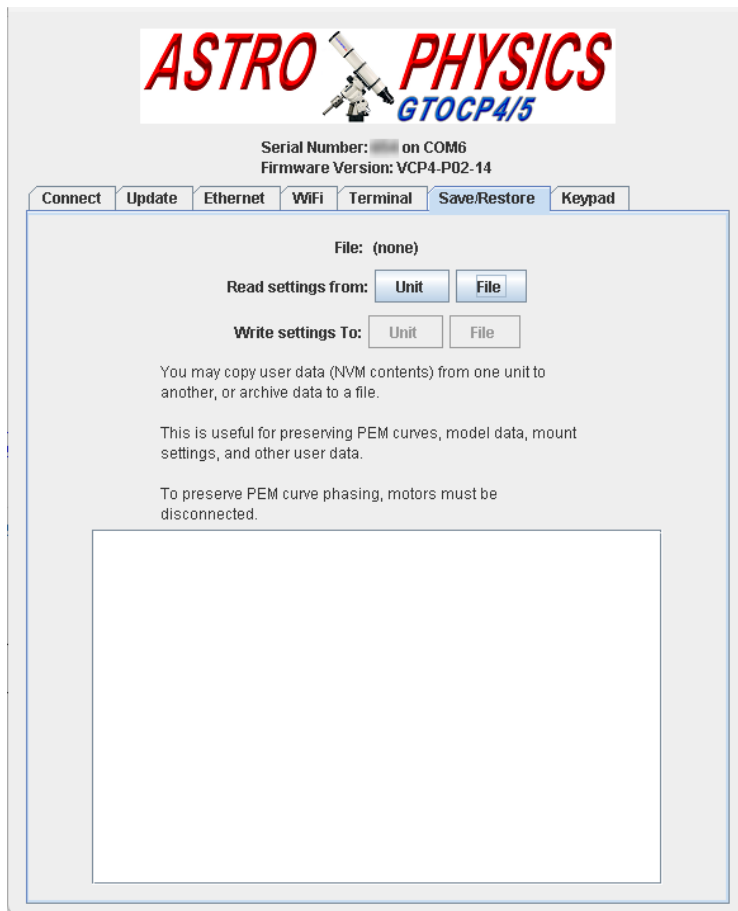 ASTRO PHYSICS
GTOCP4/5
Serial Number: on COM6
Firmware Version: VCP4-P02-14
Connect Update Ethernet WiFi Terminal Save/Restore Keypad
File: (none)
Read settings from: Unit File
Write settings To: Unit File
You may copy user data (NVM contents) from one unit to
another, or archive data to a file.
This is useful for preserving PEM curves, model data, mount
settings, and other user data.
To preserve PEM curve phasing, motors must be
disconnected.